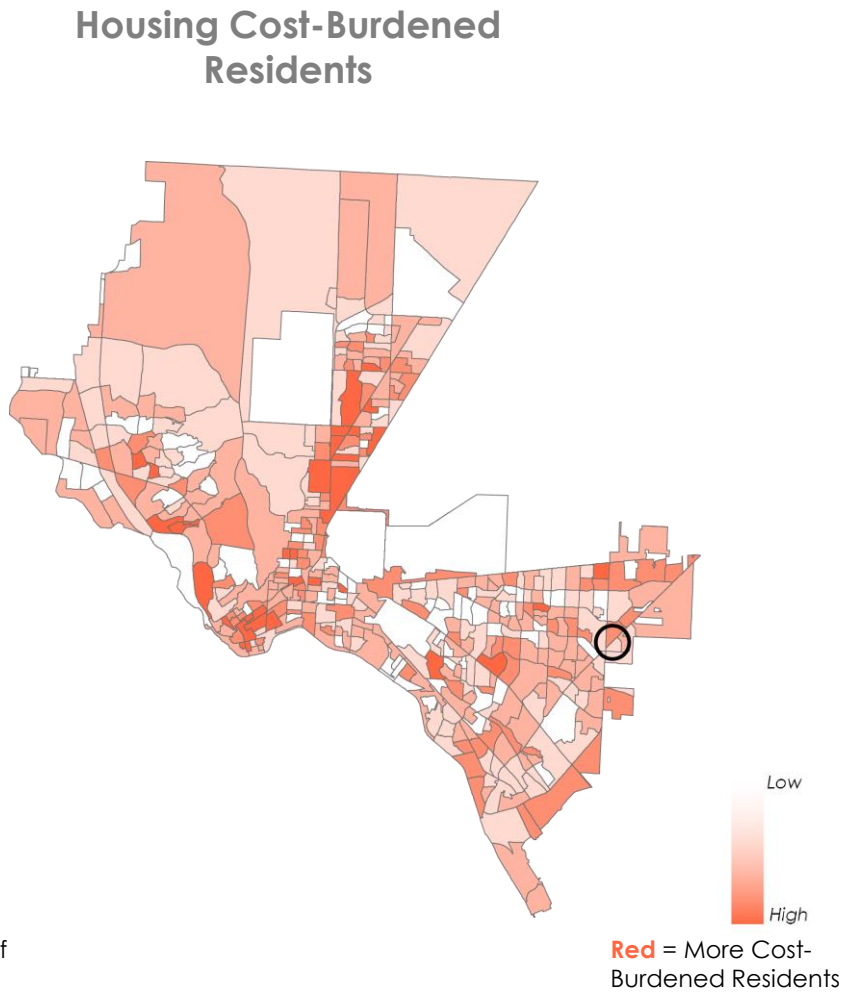 Housing Cost-Burdened
Residents
Low
High
f
Red = More Cost-
Burdened Residents